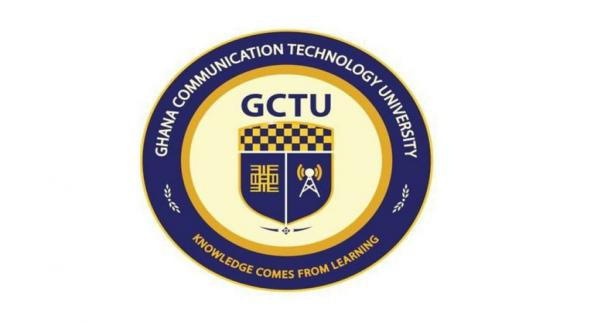 GHANA COMMUNICATION TECHNOLOGY UNIVERSITY
GCTU
KNOWLEDGE COMES FROM LEARNING